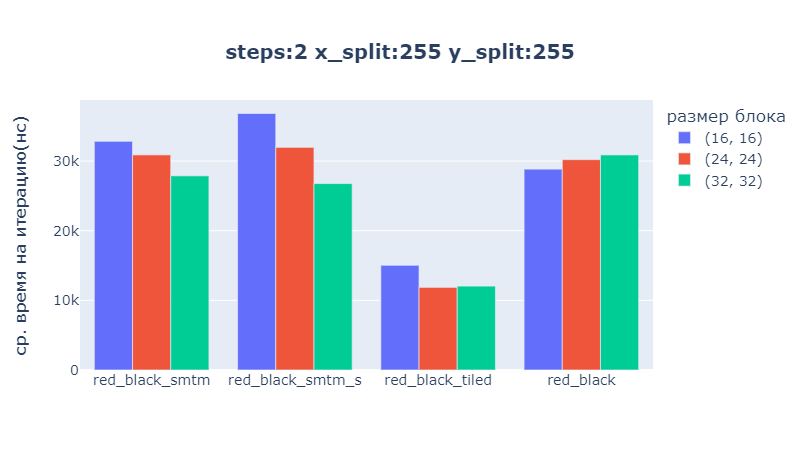 steps:2 x_split:255 y_split:255
ср. время на итерацию(нс)
30k
20k
10k
0
red_black_smtm
red_black_smtm_s
red_black_tiled
red_black
размер блока
(16, 16)
(24, 24)
(32, 32)